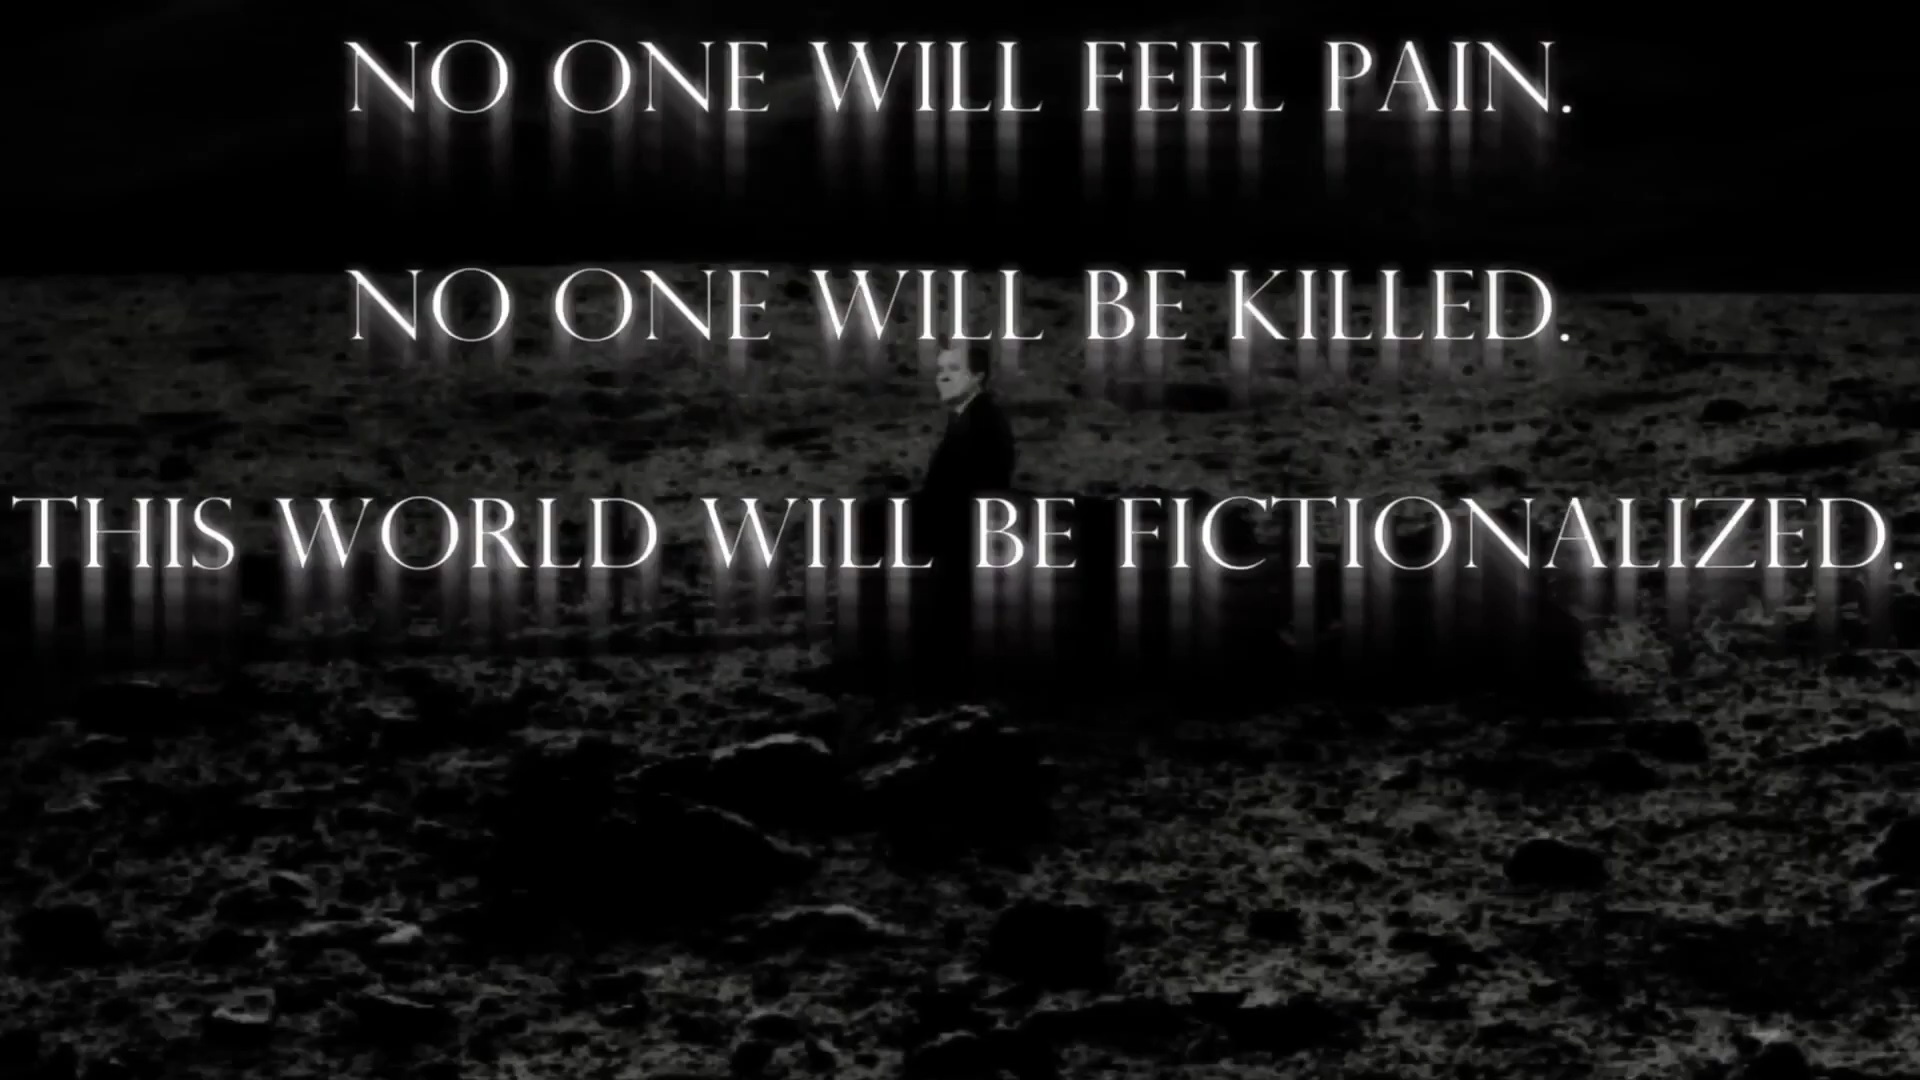 NO ONE WILL FEEL PAIN.
NO ONE WILL BE KILLED.
THIS WORLD WILL BE FICTIONALIZED.